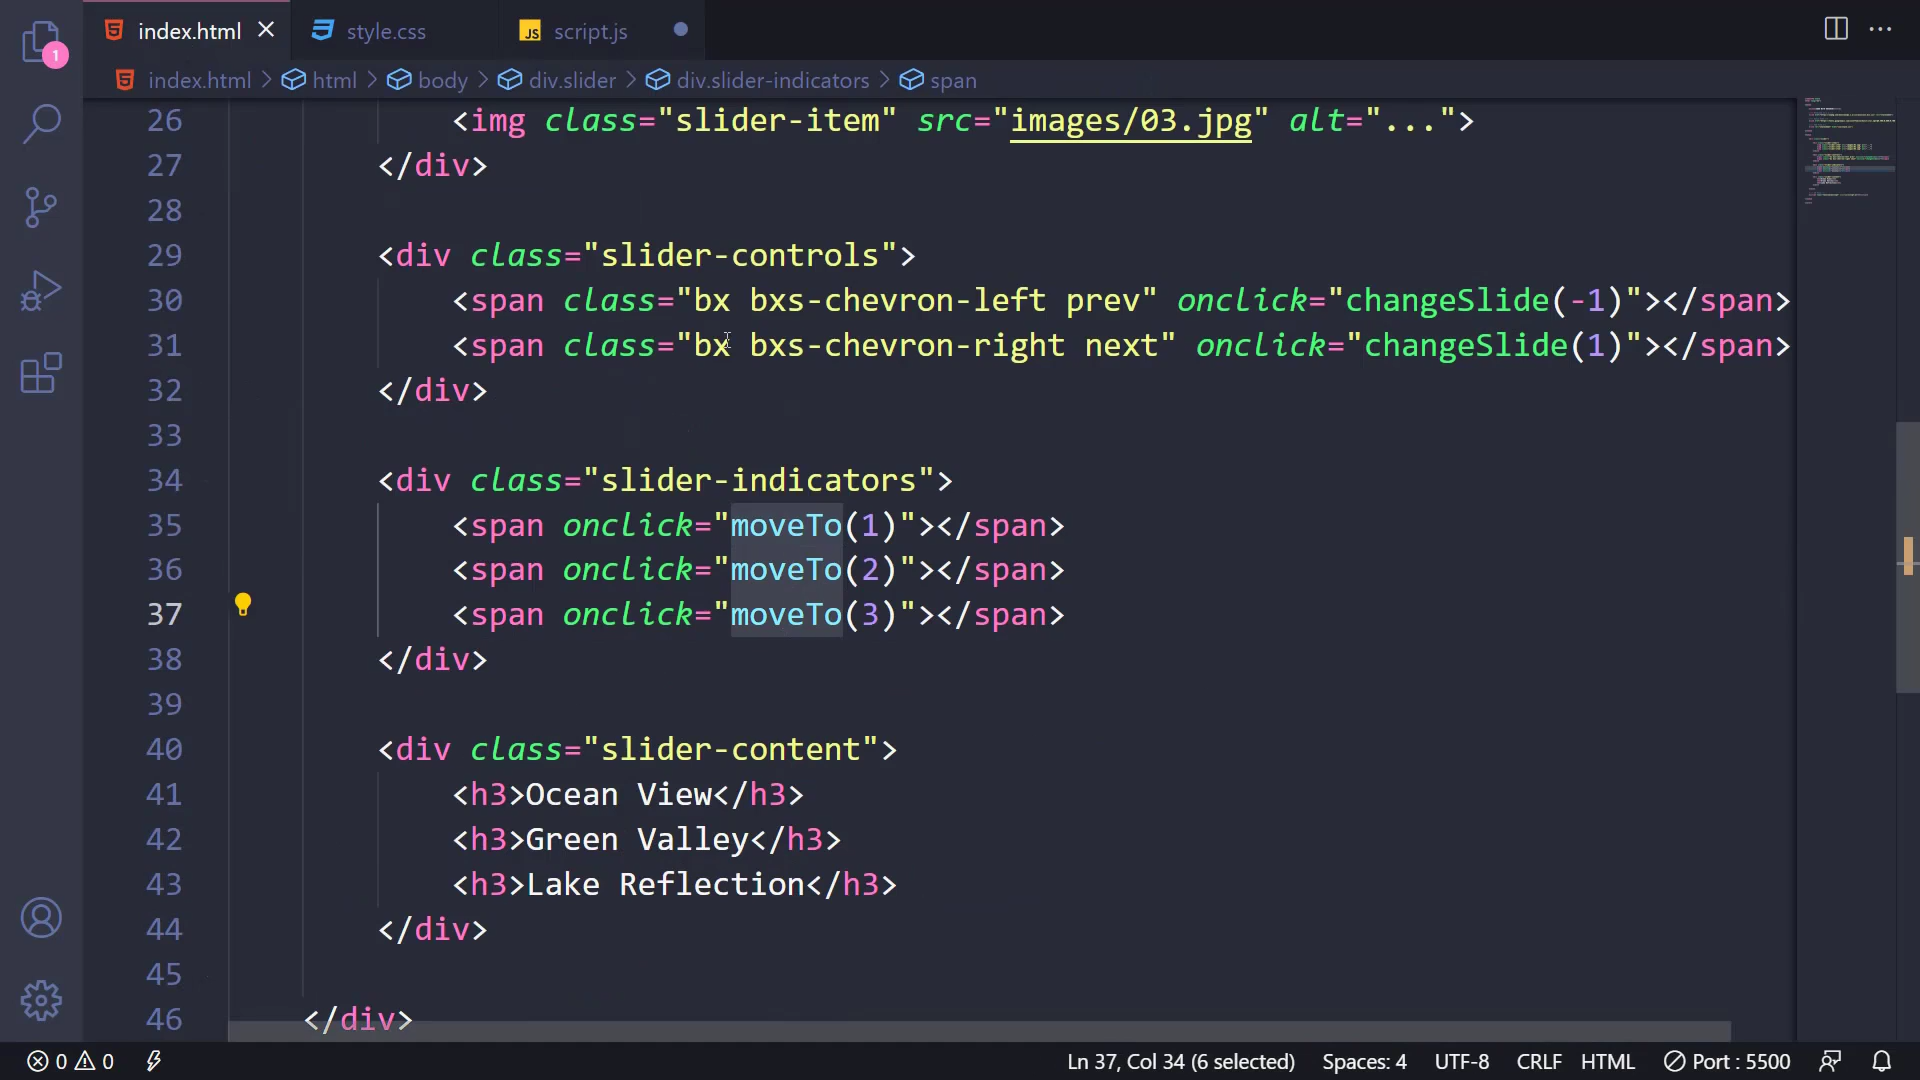 1
index.html
style.css
JS script.js
index.html > html > body > div.slider > div.slider-indicators > span
26 <img class="slider-item" src="images/03.jpg" alt="...">
27 </div>
28
29 <div class="slider-controls">
30 <span class="bx bxs-chevron-left prev" onclick="changeSlide(-1)"></span>
31 <span class="bx bxs-chevron-right next" onclick="changeSlide(1)"></span>
32 </div>
33
34 <div class="slider-indicators">
35 <span onclick="moveTo(1)"></span>
36 <span onclick="moveTo(2)"></span>
37 <span onclick="moveTo(3)"></span>
38 </div>
39
40 <div class="slider-content">
41 <h3>Ocean View</h3>
42 <h3>Green Valley</h3>
43 <h3>Lake Reflection</h3>
44 </div>
45
46 </div>
0 0 Ln 37, Col 34 (6 selected) Spaces: 4 UTF-8 CRLF HTML Port : 5500